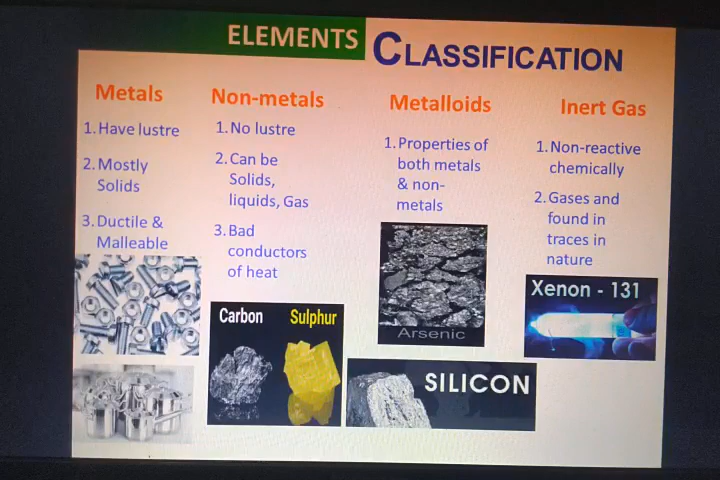 ELEMENTS CLASSIFICATION
Metals
1. Have lustre
2. Mostly
Solids
3. Ductile &
Malleable
Non-metals
1. No lustre
2. Can be
Solids,
liquids, Gas
3. Bad
conductors
of heat
Carbon
Sulphur
Metalloids
1. Properties of
both metals
& non-
metals
Arsenic
SILICON
Inert Gas
1. Non-reactive
chemically
2. Gases and
found in
traces in
nature
Xenon - 131